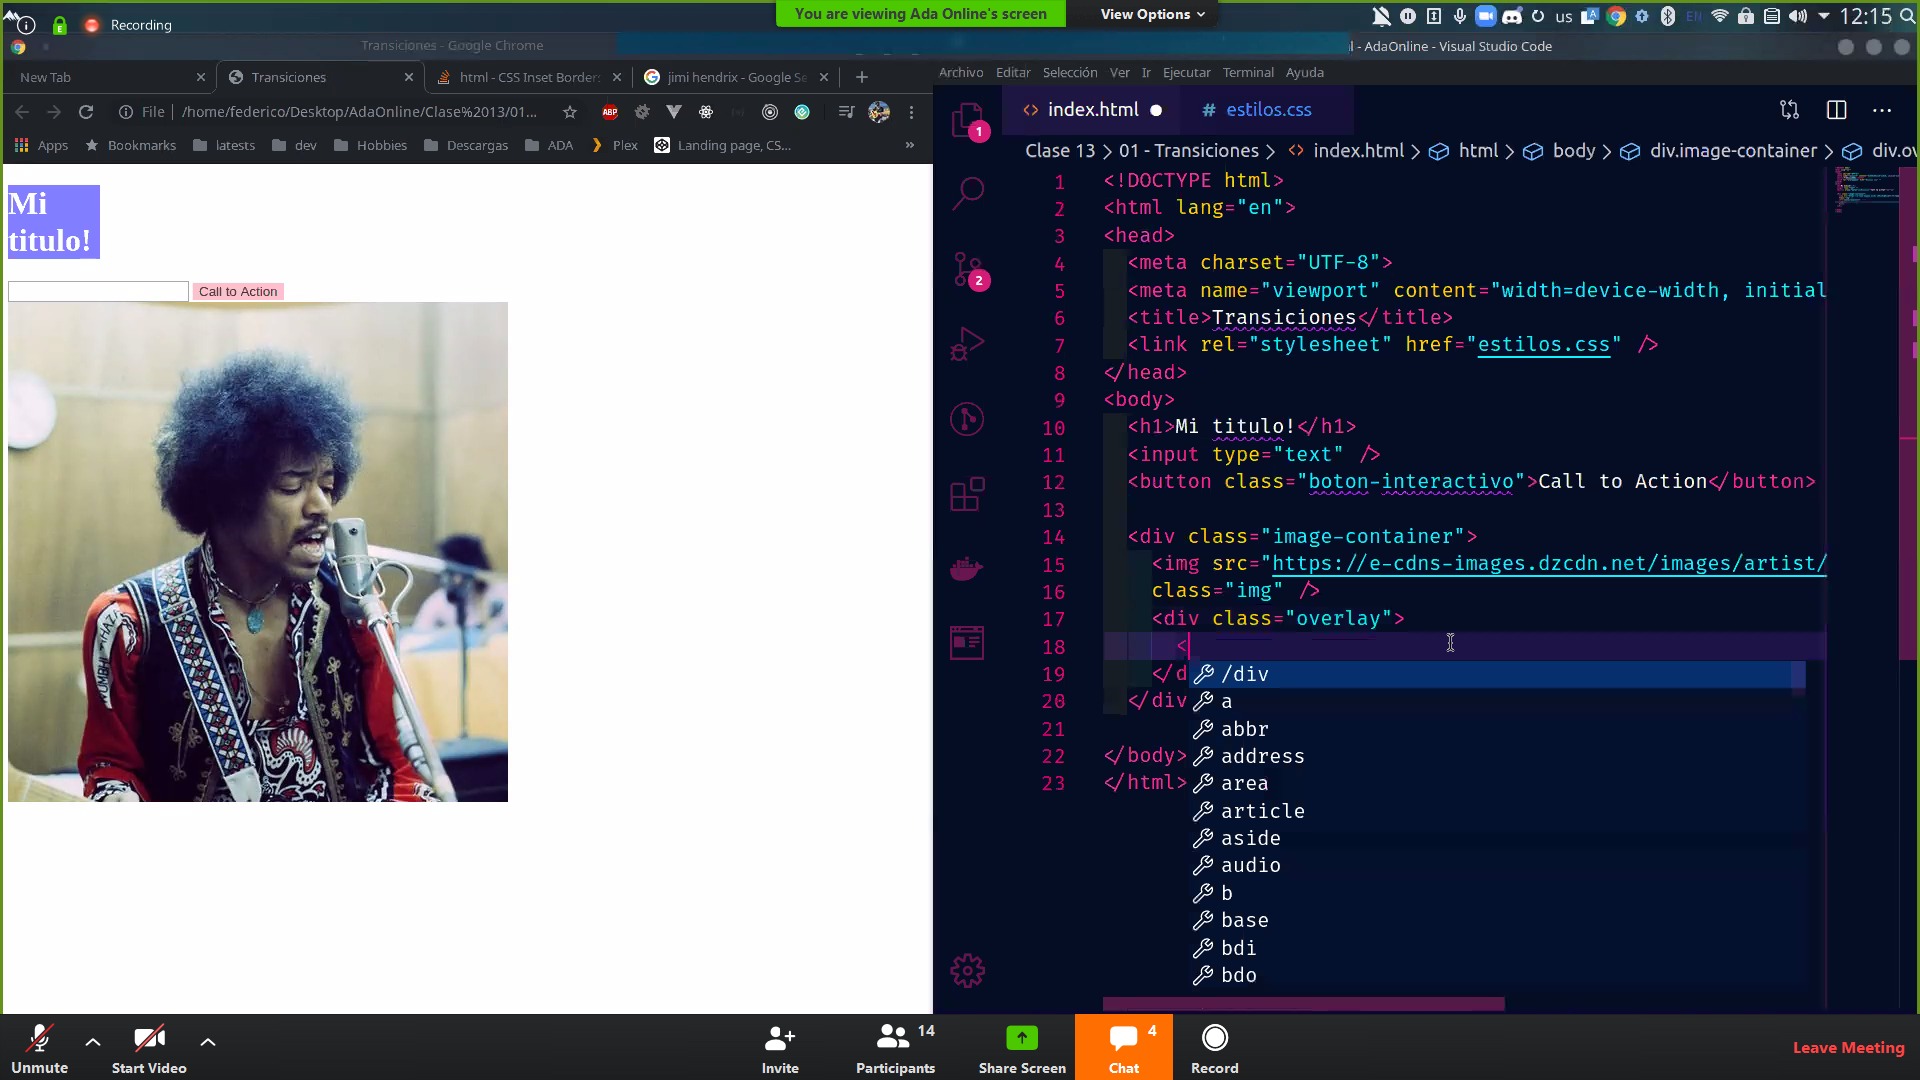 Recording
You are viewing Ada Online's screen
View Options
us
EN
12:15
Transiciones - Google Chrome
- AdaOnline - Visual Studio Code
New Tab
Transiciones
html - CSS Inset Borders
jimi hendrix - Google Se
Archivo Editar Selección Ver Ir Ejecutar Terminal Ayuda
File /home/federico/Desktop/AdaOnline/Clase%2013/01...
ABP
index.html
# estilos.css
Apps Bookmarks latests dev Hobbies Descargas ADA Plex Landing page, CS... »
Clase 13 > 01 - Transiciones > index.html > html > body > div.image-container > div.ov
1
2
Mi
titulo!
Call to Action
1 <!DOCTYPE html>
2 <html lang="en">
3 <head>
4 <meta charset="UTF-8">
5 <meta name="viewport" content="width=device-width, initial
6 <title>Transiciones</title>
7 <link rel="stylesheet" href="estilos.css" />
8 </head>
9 <body>
10 <h1>Mi titulo!</h1>
11 <input type="text" />
12 <button class="boton-interactivo">Call to Action</button>
13
14 <div class="image-container">
15 <img src="https://e-cdns-images.dzcdn.net/images/artist/
16 class="img" />
17 <div class="overlay">
18 <
19 </d
20 </div
21
22 </body>
23 </html>
/div
a
abbr
address
area
article
aside
audio
b
base
bdi
bdo
Unmute
Start Video
Invite
Participants 14
Share Screen
Chat 4
Record
Leave Meeting